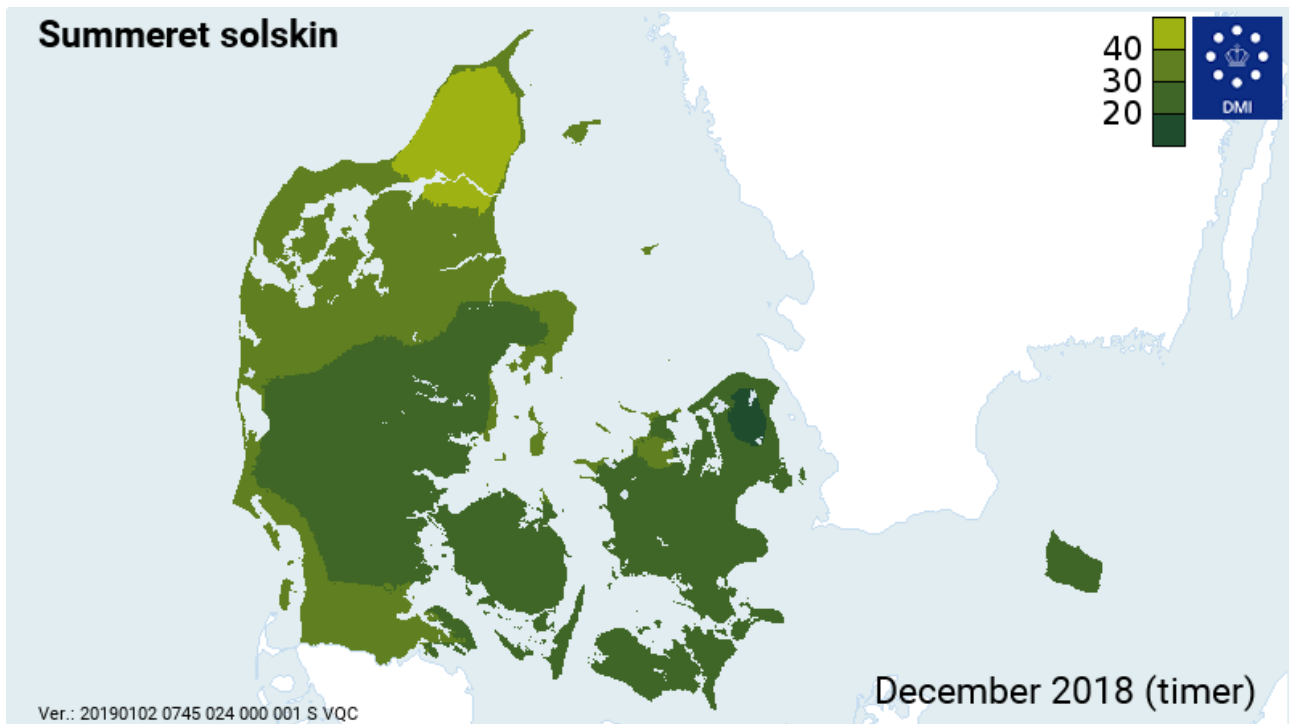 Summeret solskin
40
30
20
DMI
December 2018 (timer)
Ver.: 20190102 0745 024 000 001 S VQC